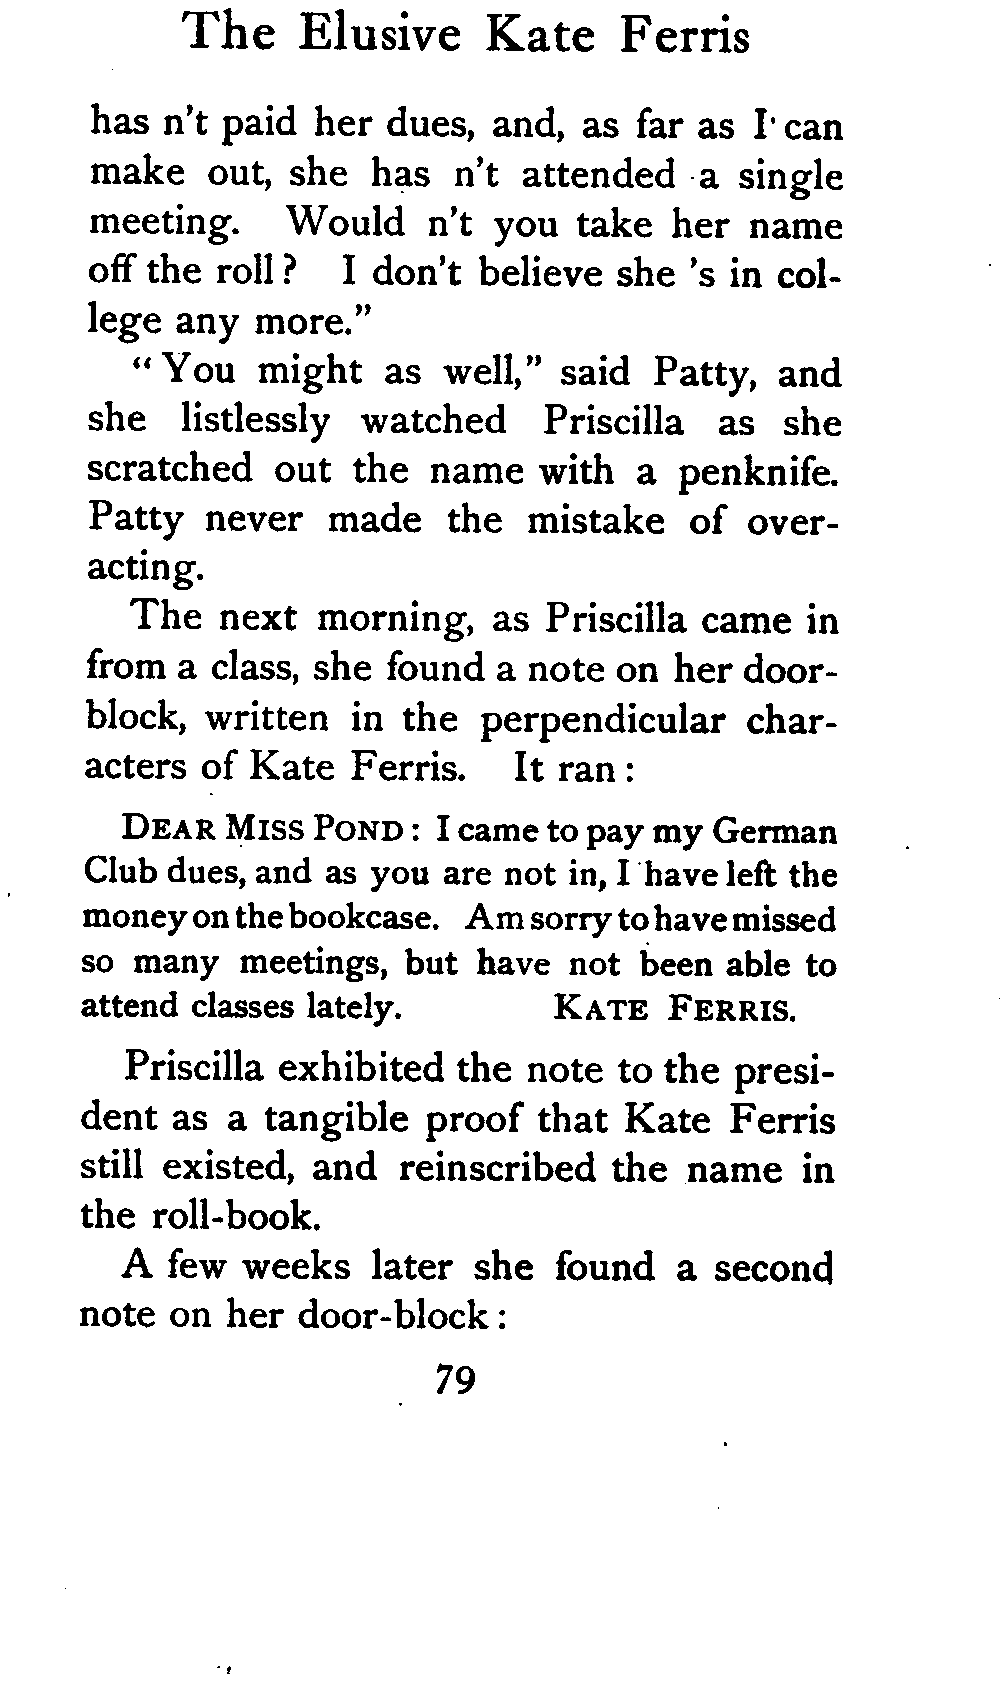 The Elusive Kate Ferris
has n't paid her dues, and, as far as I can
make out, she has n't attended a single
meeting. Would n't you take her name
off the roll? I don't believe she 's in col-
lege any more."
"You might as well," said Patty, and
she listlessly watched Priscilla as she
scratched out the name with a penknife.
Patty never made the mistake of over-
acting.
The next morning, as Priscilla came in
from a class, she found a note on her door-
block, written in the perpendicular char-
acters of Kate Ferris. It ran:
DEAR MISS POND: I came to pay my German
Club dues, and as you are not in, I have left the
money on the bookcase. Am sorry to have missed
so many meetings, but have not been able to
attend classes lately. KATE FERRIS.
Priscilla exhibited the note to the presi-
dent as a tangible proof that Kate Ferris
still existed, and reinscribed the name in
the roll-book.
A few weeks later she found a second
note on her door-block:
79